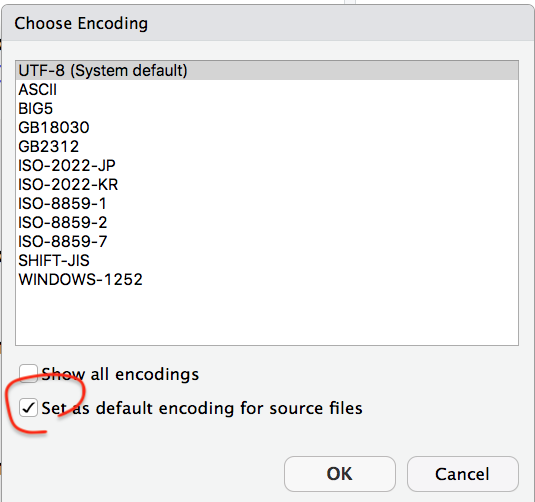 Choose Encoding
UTF-8 (System default)
ASCII
BIG5
GB18030
GB2312
ISO-2022-JP
ISO-2022-KR
ISO-8859-1
ISO-8859-2
ISO-8859-7
SHIFT-JIS
WINDOWS-1252
Show all encodings
Set as default encoding for source files
OK Cancel